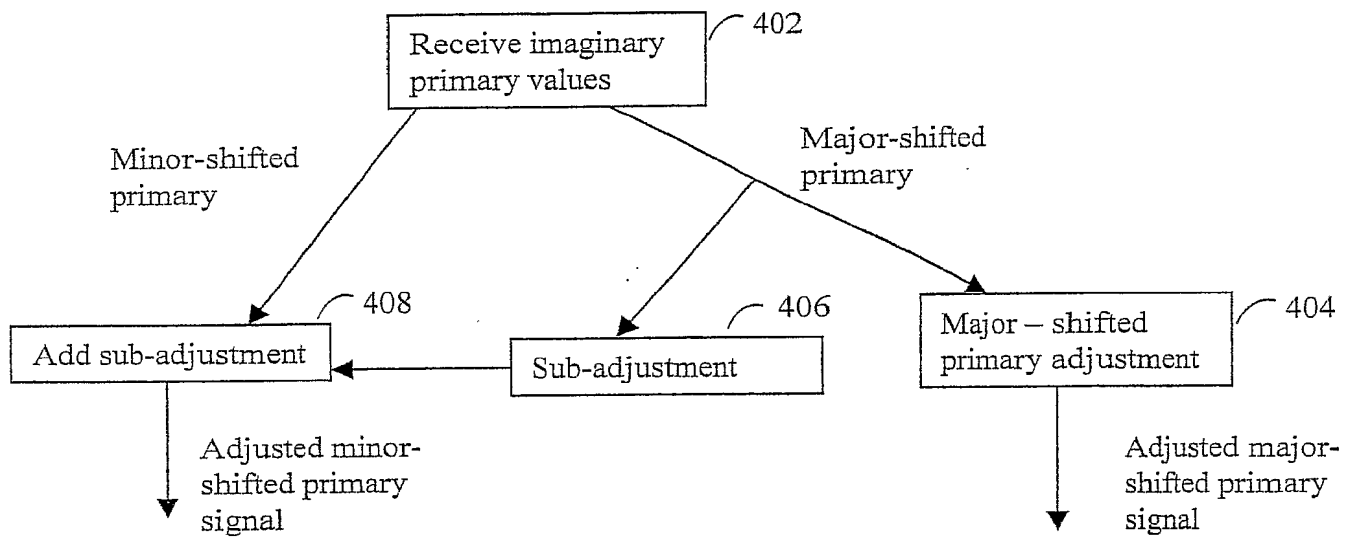 Receive imaginary
primary values
402
Minor-shifted
primary
Major-shifted
primary
408
Add sub-adjustment
406
Sub-adjustment
404
Major – shifted
primary adjustment
Adjusted minor-
shifted primary
signal
Adjusted major-
shifted primary
signal